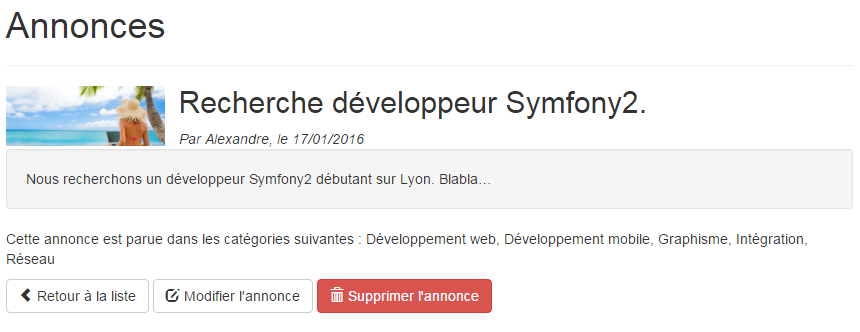 Annonces
Recherche développeur Symfony2.
Par Alexandre, le 17/01/2016
Nous recherchons un développeur Symfony2 débutant sur Lyon. Blabla…
Cette annonce est parue dans les catégories suivantes : Développement web, Développement mobile, Graphisme, Intégration,
Réseau
Retour à la liste
Modifier l'annonce
Supprimer l'annonce